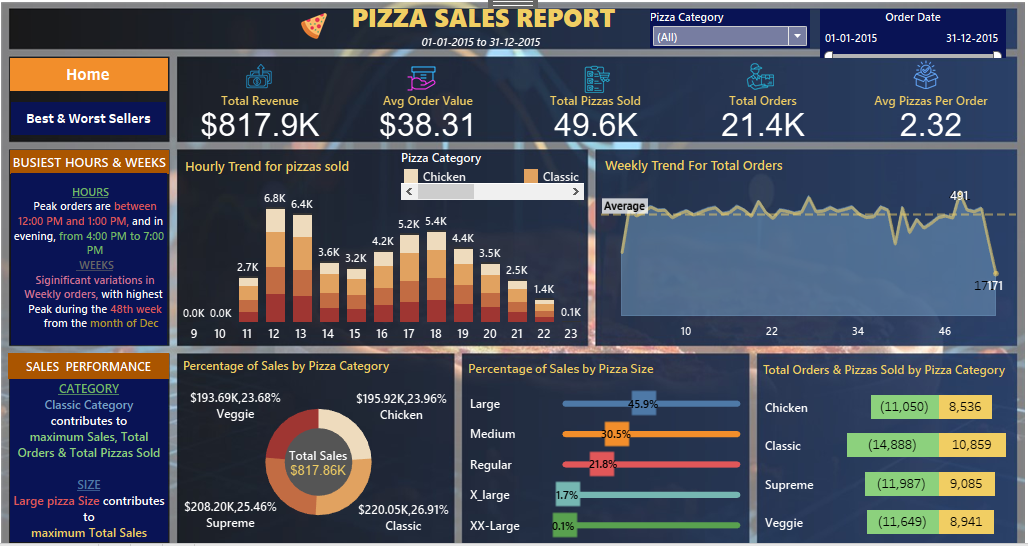 PIZZA SALES REPORT
01-01-2015 to 31-12-2015
Pizza Category
(All)
Order Date
01-01-2015 31-12-2015
Home
Best & Worst Sellers
Total Revenue
$817.9K
Avg Order Value
$38.31
Total Pizzas Sold
49.6K
Total Orders
21.4K
Avg Pizzas Per Order
2.32
BUSIEST HOURS & WEEKS
HOURS
Peak orders are between
12:00 PM and 1:00 PM, and in
evening, from 4:00 PM to 7:00
PM
WEEKS
Siginificant variations in
Weekly orders, with highest
Peak during the 48th week
from the month of Dec
Hourly Trend for pizzas sold
Pizza Category
Chicken Classic
0.0K 0.0K 2.7K 6.8K 6.4K 3.6K 3.2K 4.2K 5.2K 5.4K 4.4K 3.5K 2.5K 1.4K 0.1K
9 10 11 12 13 14 15 16 17 18 19 20 21 22 23
Weekly Trend For Total Orders
Average
491
171
10 22 34 46
SALES PERFORMANCE
CATEGORY
Classic Category
contributes to
maximum Sales, Total
Orders & Total Pizzas Sold
SIZE
Large pizza Size contributes
to
maximum Total Sales
Percentage of Sales by Pizza Category
$193.69K,23.68%
Veggie
$195.92K,23.96%
Chicken
Total Sales
$817.86K
$208.20K,25.46%
Supreme
$220.05K,26.91%
Classic
Percentage of Sales by Pizza Size
Large 45.9%
Medium 30.5%
Regular 21.8%
X_large 1.7%
XX-Large 0.1%
Total Orders & Pizzas Sold by Pizza Category
Chicken (11,050) 8,536
Classic (14,888) 10,859
Supreme (11,987) 9,085
Veggie (11,649) 8,941